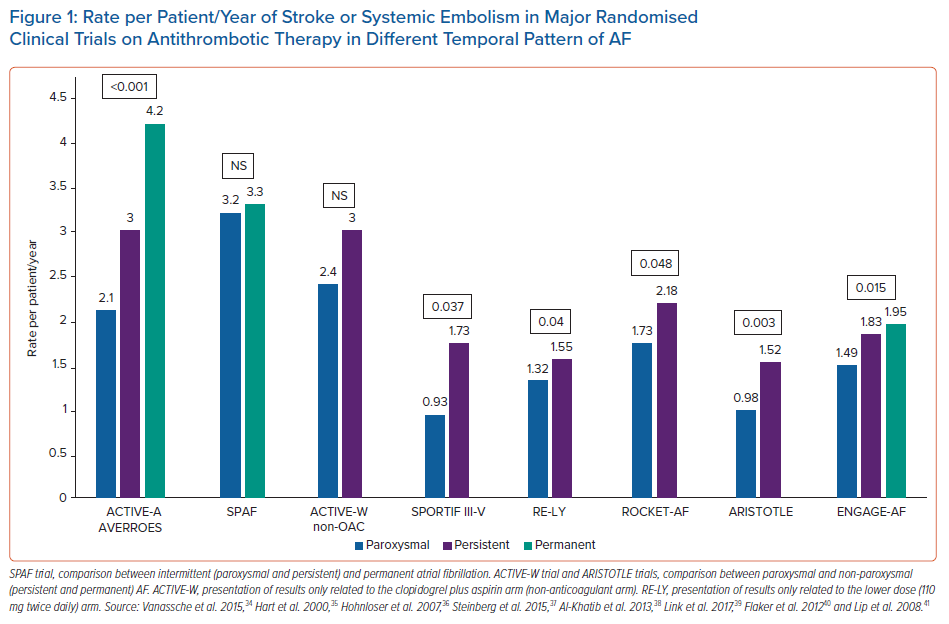 Figure 1: Rate per Patient/Year of Stroke or Systemic Embolism in Major Randomised
Clinical Trials on Antithrombotic Therapy in Different Temporal Pattern of AF
Rate per patient/year
4.5
4
3.5
3
2.5
2
1.5
1
0.5
0
<0.001
2.1
3
4.2
NS
3.2
3.3
NS
2.4
3
0.037
0.93
1.73
0.04
1.32
1.55
0.048
1.73
2.18
0.003
0.98
1.52
0.015
1.49
1.83
1.95
ACTIVE-A
AVERROES
SPAF
ACTIVE-W
non-OAC
SPORTIF III-V
RE-LY
ROCKET-AF
ARISTOTLE
ENGAGE-AF
Paroxysmal
Persistent
Permanent
SPAF trial, comparison between intermittent (paroxysmal and persistent) and permanent atrial fibrillation. ACTIVE-W trial and ARISTOTLE trials, comparison between paroxysmal and non-paroxysmal
(persistent and permanent) AF. ACTIVE-W, presentation of results only related to the clopidogrel plus aspirin arm (non-anticoagulant arm). RE-LY, presentation of results only related to the lower dose (110
mg twice daily) arm. Source: Vanassche et al. 2015,34 Hart et al. 2000,35 Hohnloser et al. 2007,36 Steinberg et al. 2015,37 Al-Khatib et al. 2013,38 Link et al. 2017,39 Flaker et al. 201240 and Lip et al. 2008.41